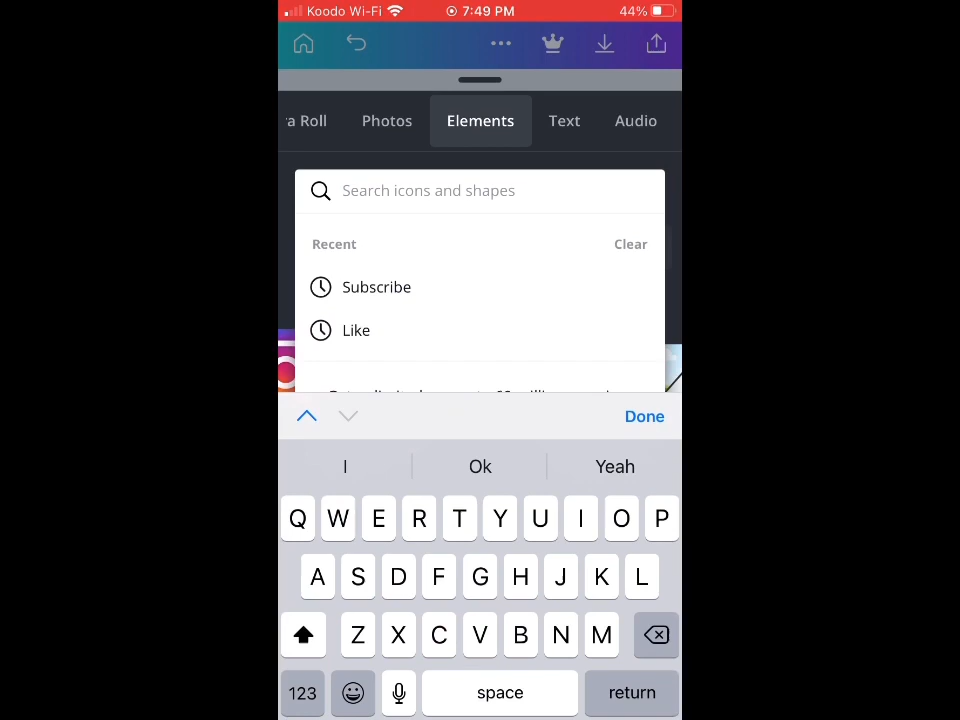 Koodo Wi-Fi 7:49 PM 44%
a Roll Photos Elements Text Audio
Search icons and shapes
Recent Clear
Subscribe
Like
Done
I Ok Yeah
Q W E R T Y U I O P
A S D F G H J K L
Z X C V B N M
123 space return